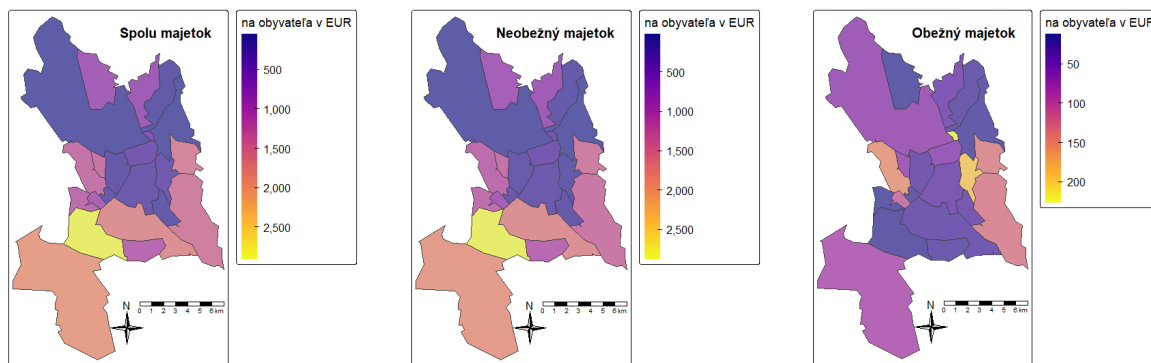 Spolu majetok
na obyvateľa v EUR
500
1,000
1,500
2,000
2,500
N
0 1 2 3 4 5 6 km
Neobežný majetok
na obyvateľa v EUR
500
1,000
1,500
2,000
2,500
N
0 1 2 3 4 5 6 km
Obežný majetok
na obyvateľa v EUR
50
100
150
200
N
0 1 2 3 4 5 6 km